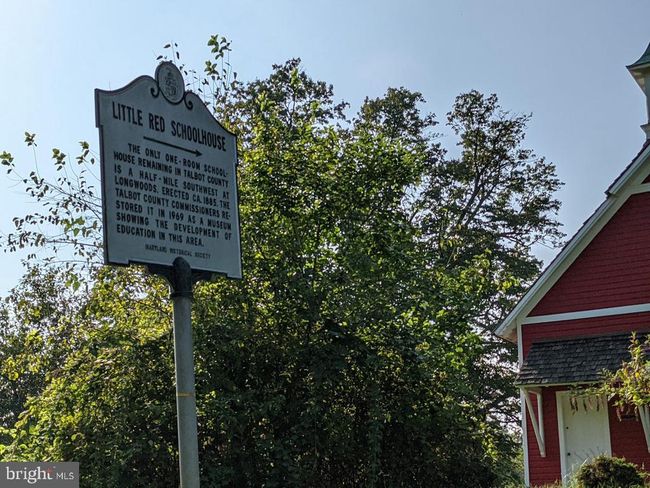 LITTLE RED SCHOOLHOUSE
THE ONLY ONE-ROOM SCHOOL-
HOUSE REMAINING IN TALBOT COUNTY
IS A HALF-MILE SOUTHWEST AT
LONGWOODS. ERECTED CA.1885. THE
TALBOT COUNTY COMMISSIONERS RE-
STORED IT IN 1969 AS A MUSEUM
SHOWING THE DEVELOPMENT OF
EDUCATION IN THIS AREA.
MARYLAND HISTORICAL SOCIETY
bright MLS